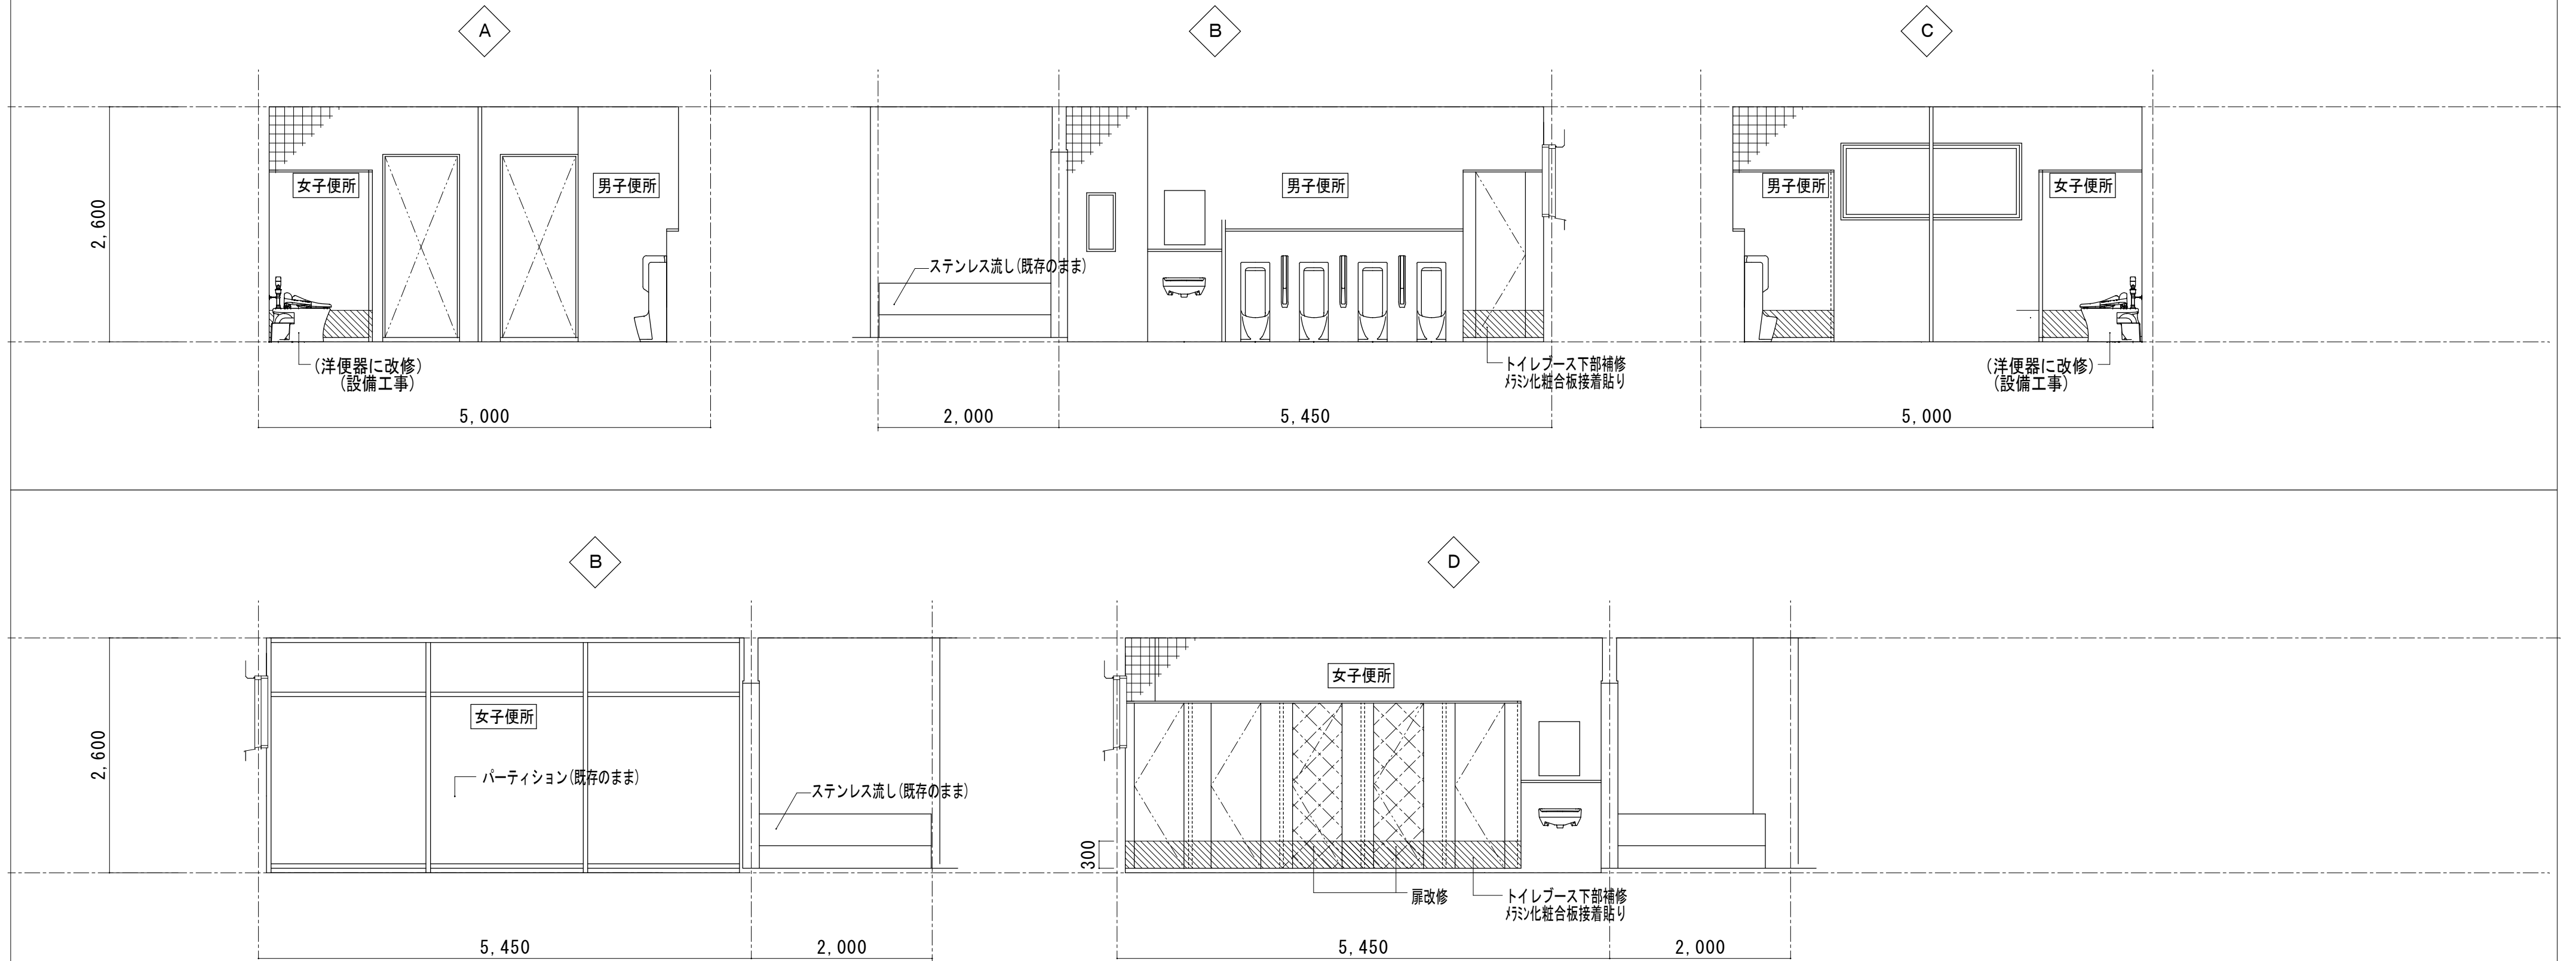 A
B
C
2,600
女子便所
男子便所
男子便所
男子便所
女子便所
ステンレス流し(既存のまま)
(洋便器に改修)
(設備工事)
トイレブース下部補修
メラミン化粧合板接着貼り
(洋便器に改修)
(設備工事)
5,000
2,000
5,450
5,000
B
D
2,600
女子便所
女子便所
パーティション(既存のまま)
ステンレス流し(既存のまま)
300
扉改修
トイレブース下部補修
メラミン化粧合板接着貼り
5,450
2,000
5,450
2,000